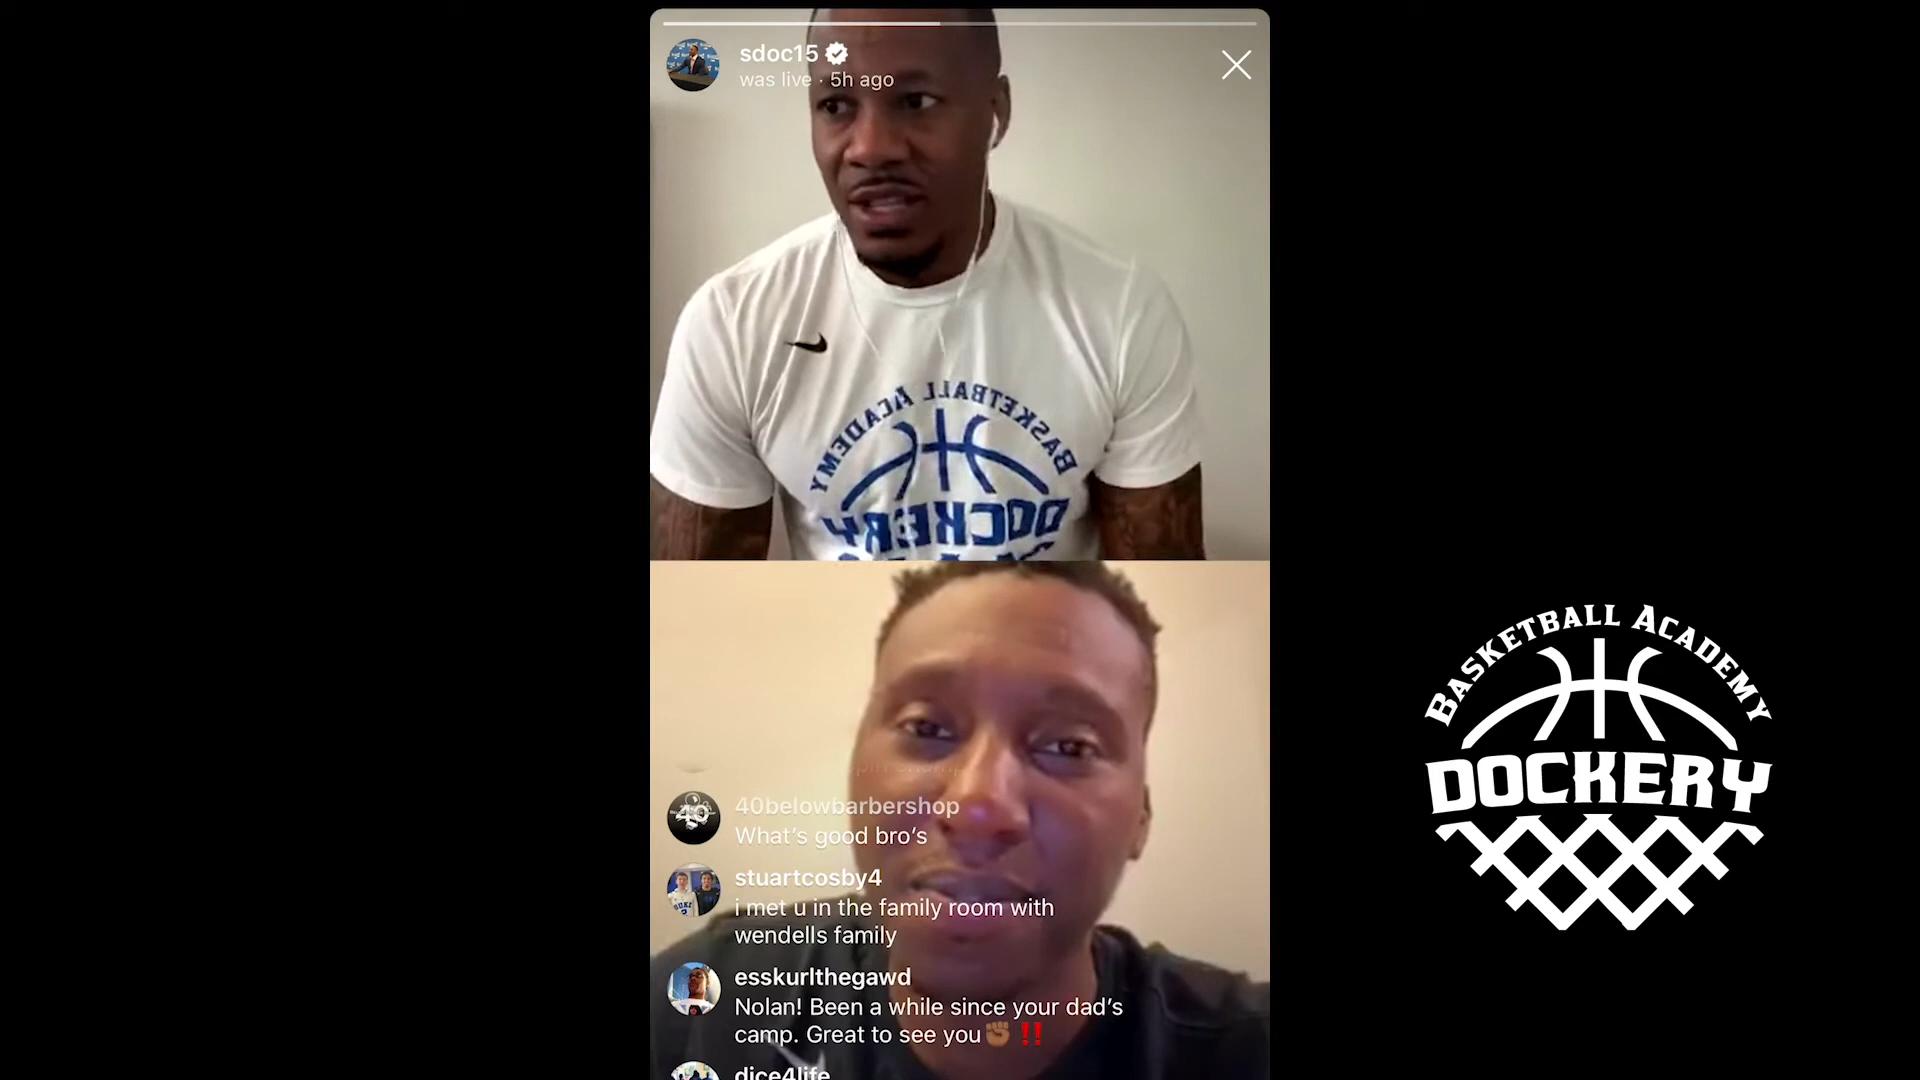 sdoc15
was live · 5h ago
BASKETBALL ACADEMY
DOCKERY
40belowbarbershop
What's good bro's
stuartcosby4
i met u in the family room with
wendells family
esskurlthegawd
Nolan! Been a while since your dad's
camp. Great to see you✊🏾 ‼️
dice4life
BASKETBALL ACADEMY
DOCKERY